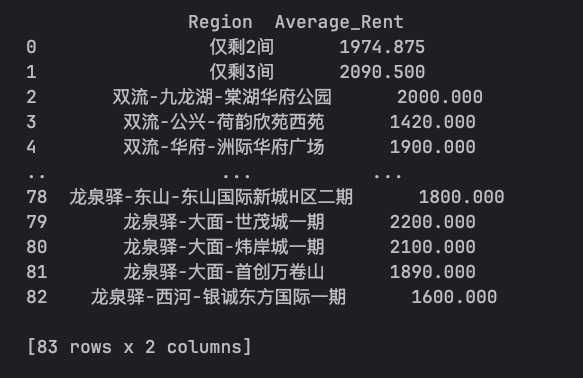 Region Average_Rent
0 仅剩2间 1974.875
1 仅剩3间 2090.500
2 双流-九龙湖-棠湖华府公园 2000.000
3 双流-公兴-荷韵欣苑西苑 1420.000
4 双流-华府-洲际华府广场 1900.000
.. ... ...
78 龙泉驿-东山-东山国际新城H区二期 1800.000
79 龙泉驿-大面-世茂城一期 2200.000
80 龙泉驿-大面-炜岸城一期 2100.000
81 龙泉驿-大面-首创万卷山 1890.000
82 龙泉驿-西河-银诚东方国际一期 1600.000
[83 rows x 2 columns]